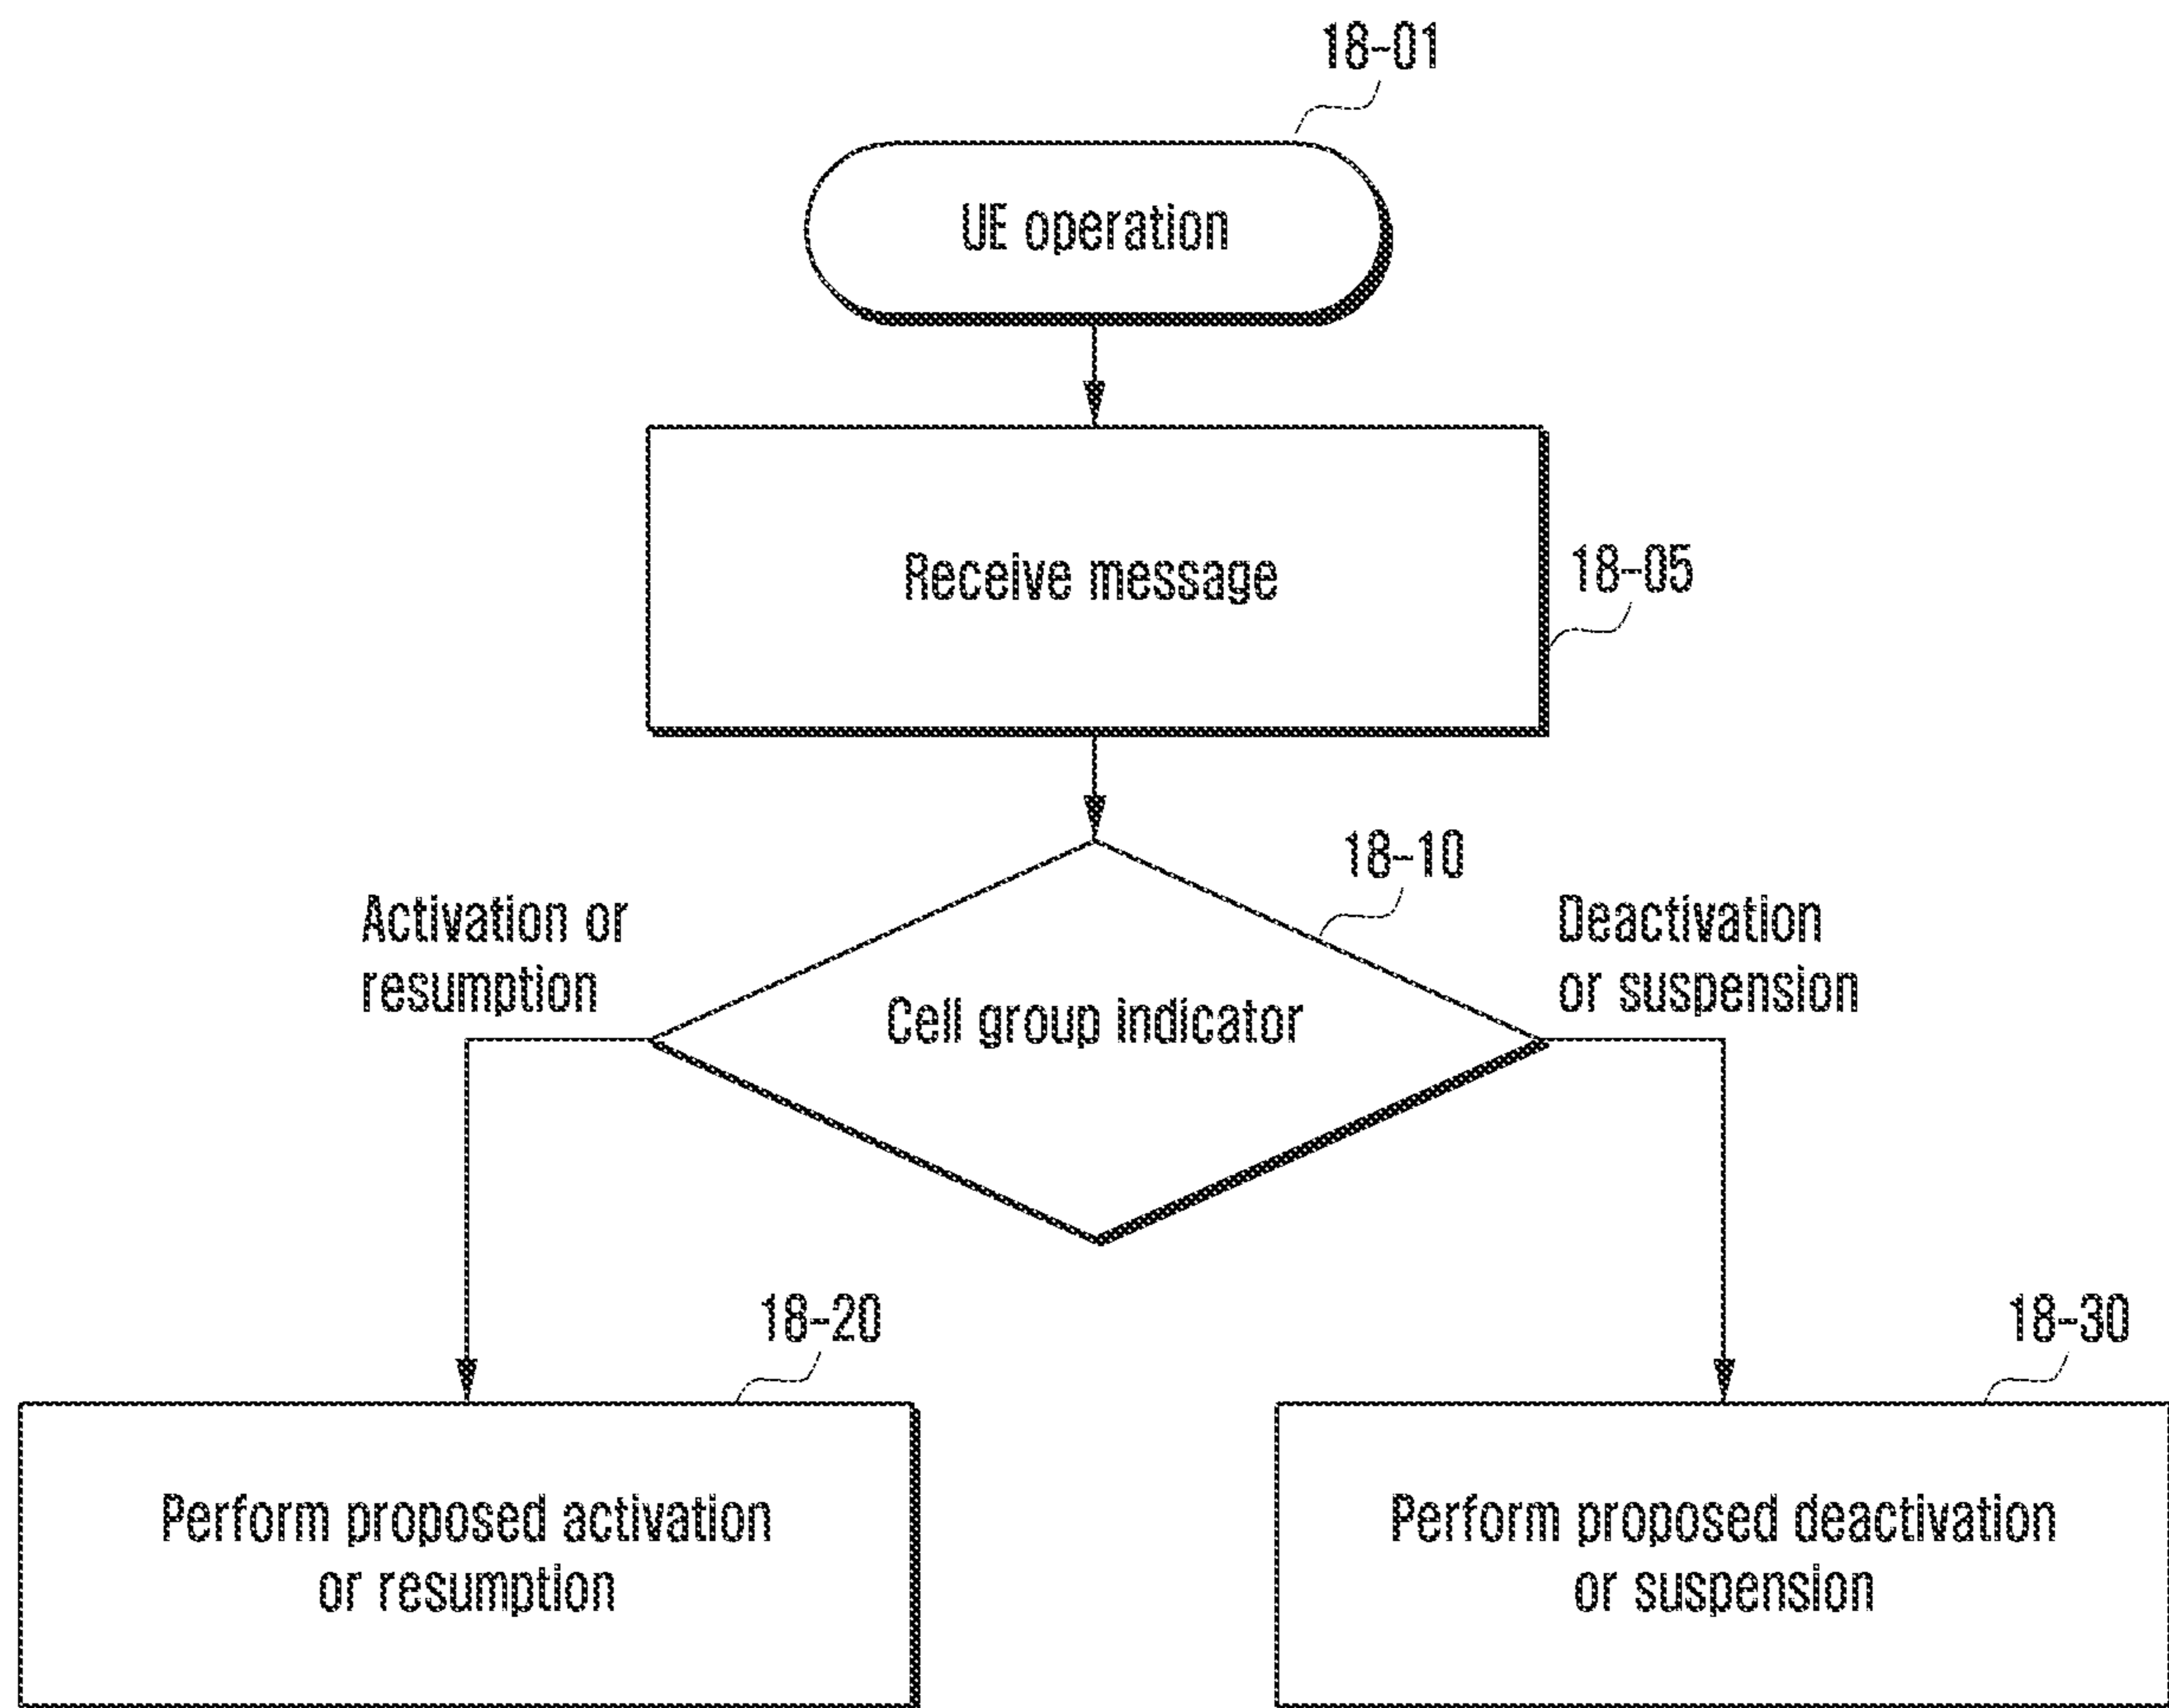 18-01
UE operation
Receive message
18-05
18-10
Activation or
resumption
Deactivation
or suspension
Cell group indicator
18-20
18-30
Perform proposed activation
or resumption
Perform proposed deactivation
or suspension